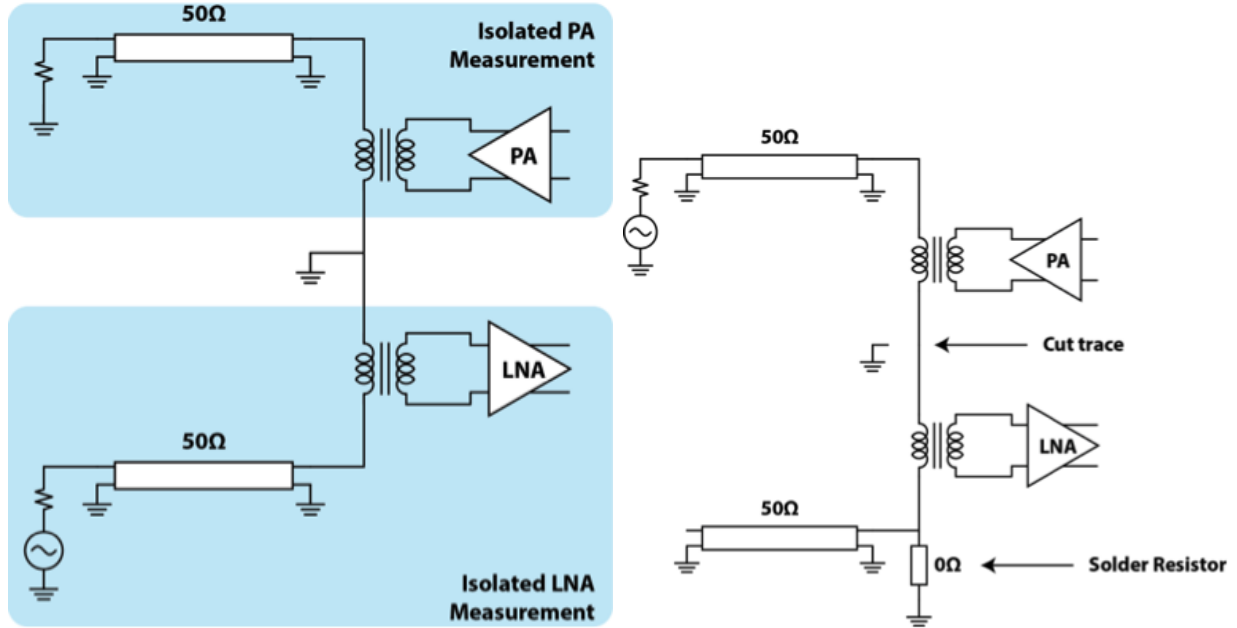 50Ω
Isolated PA
Measurement
PA
LNA
50Ω
Isolated LNA
Measurement
50Ω
PA
Cut trace
LNA
50Ω
0Ω
Solder Resistor